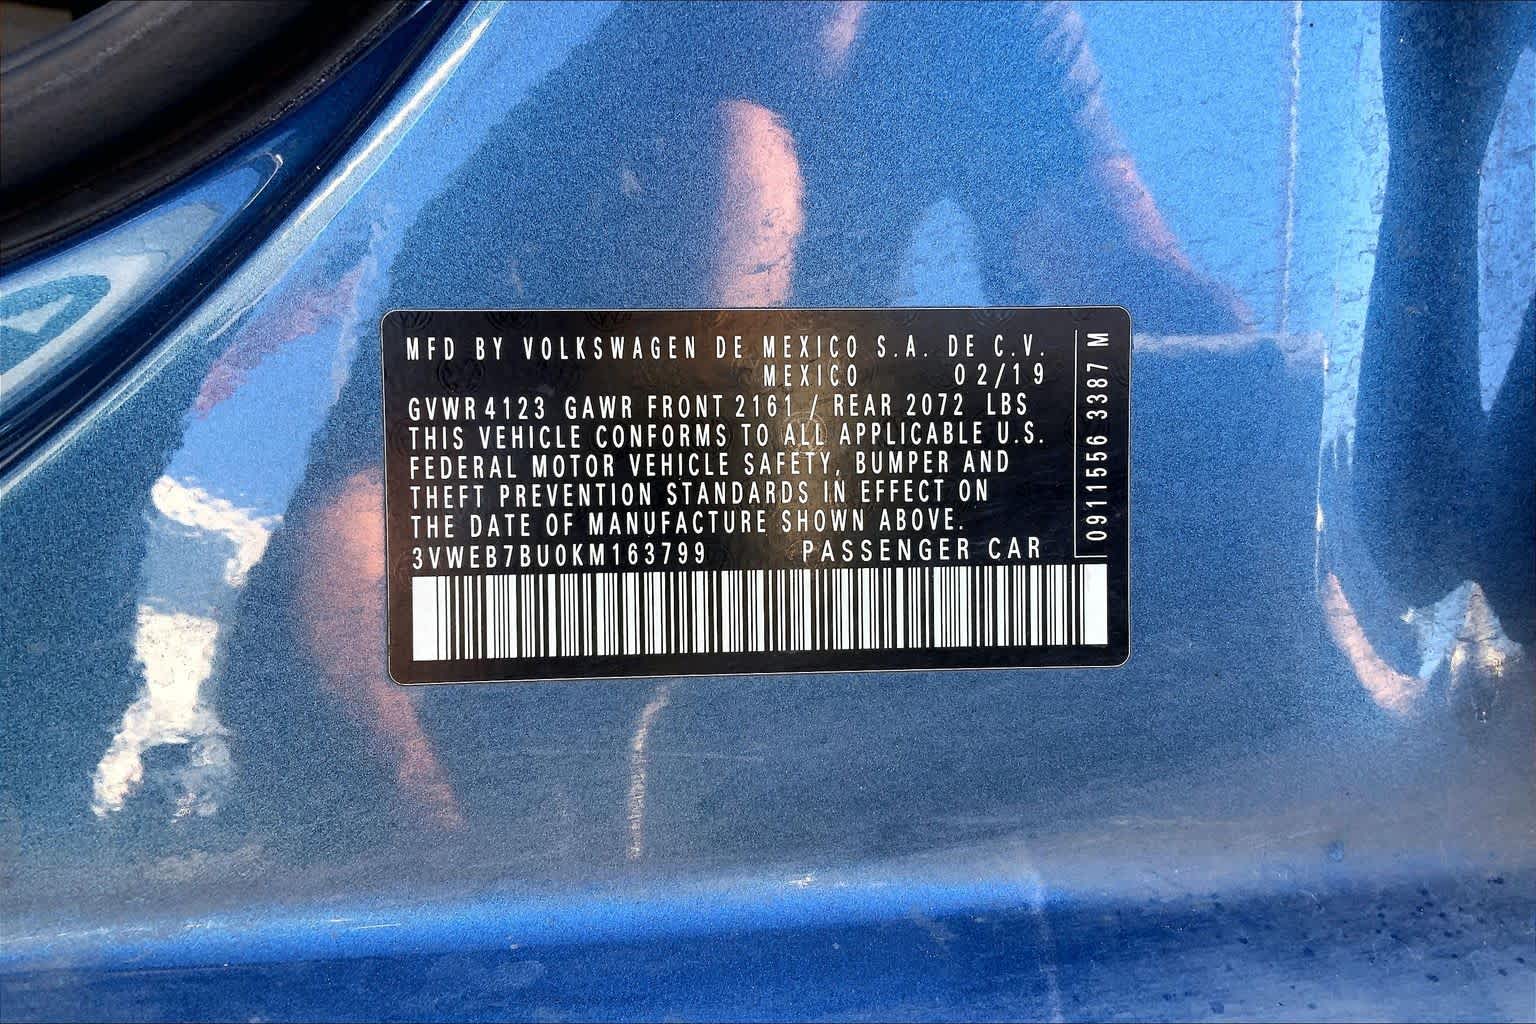 MFD BY VOLKSWAGEN DE MEXICO S.A. DE C.V.
MEXICO 02/19
GVWR 4123 GAWR FRONT 2161 / REAR 2072 LBS
THIS VEHICLE CONFORMS TO ALL APPLICABLE U.S.
FEDERAL MOTOR VEHICLE SAFETY, BUMPER AND
THEFT PREVENTION STANDARDS IN EFFECT ON
THE DATE OF MANUFACTURE SHOWN ABOVE.
3VWEB7BU0KM163799 PASSENGER CAR
0911556 3387 M